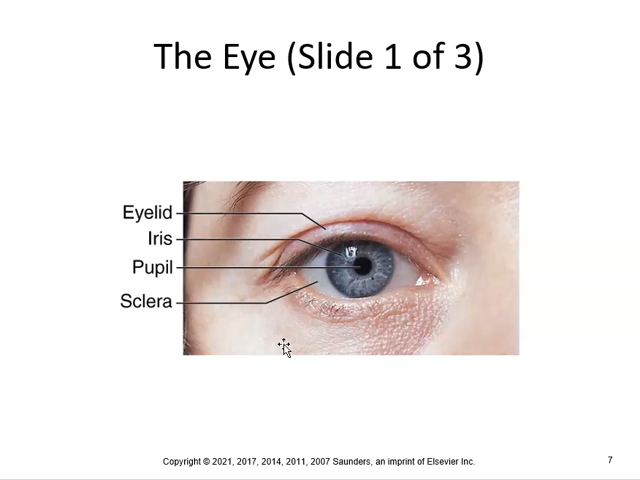 The Eye (Slide 1 of 3)
Eyelid
Iris
Pupil
Sclera
Copyright © 2021, 2017, 2014, 2011, 2007 Saunders, an imprint of Elsevier Inc.
7